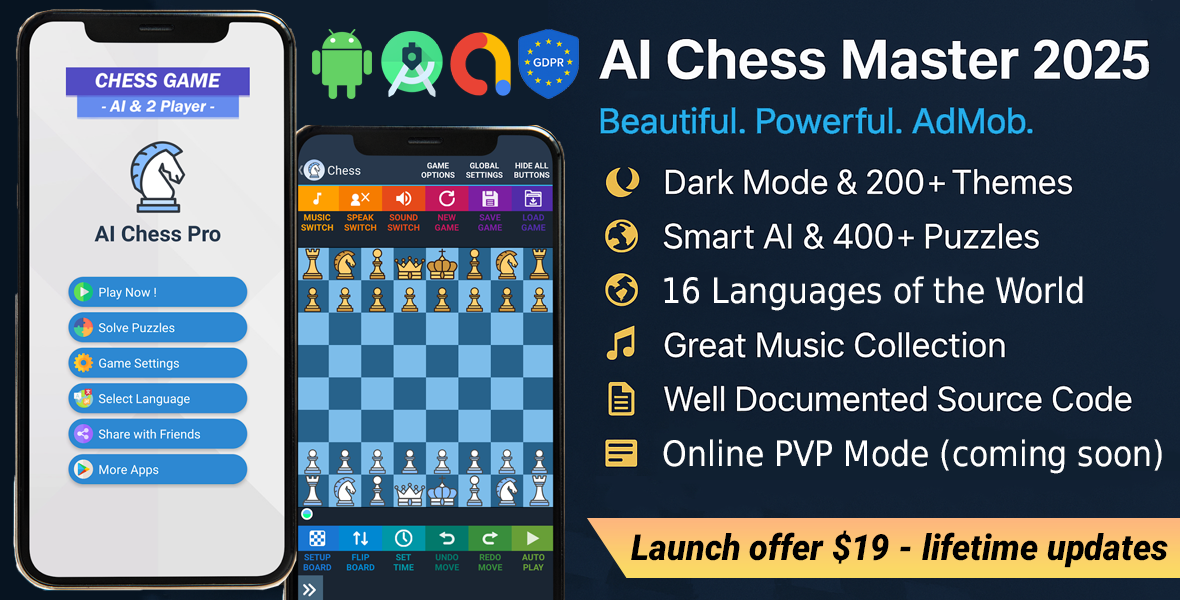 CHESS GAME
- AI & 2 Player -
AI Chess Pro
Play Now !
Solve Puzzles
Game Settings
Select Language
Share with Friends
More Apps
GDPR
Chess
GAME OPTIONS
GLOBAL SETTINGS
HIDE ALL BUTTONS
MUSIC SWITCH
SPEAK SWITCH
SOUND SWITCH
NEW GAME
SAVE GAME
LOAD GAME
SETUP BOARD
FLIP BOARD
SET TIME
UNDO MOVE
REDO MOVE
AUTO PLAY
AI Chess Master 2025
Beautiful. Powerful. AdMob.
Dark Mode & 200+ Themes
Smart AI & 400+ Puzzles
16 Languages of the World
Great Music Collection
Well Documented Source Code
Online PVP Mode (coming soon)
Launch offer $19 - lifetime updates